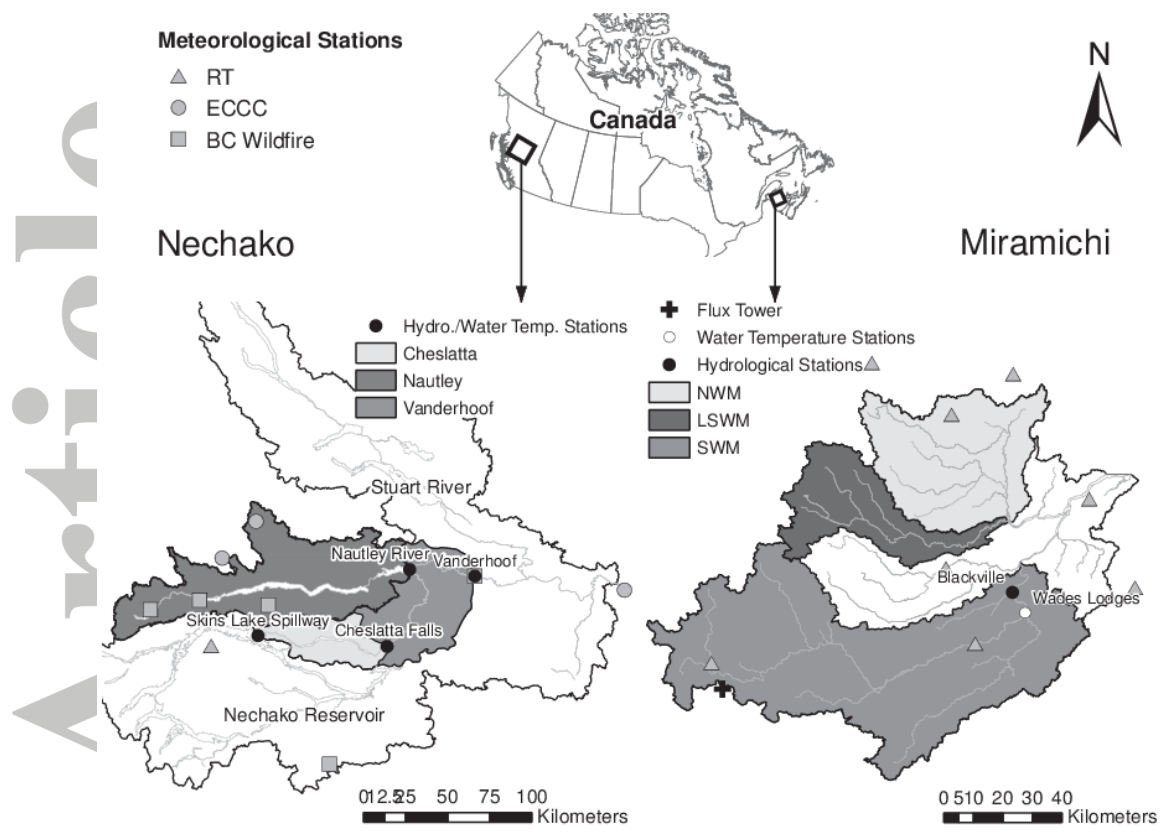 Meteorological Stations
RT
ECCC
BC Wildfire
Canada
N
Nechako
Miramichi
Hydro./Water Temp. Stations
Cheslatta
Nautley
Vanderhoof
Flux Tower
Water Temperature Stations
Hydrological Stations
NWM
LSWM
SWM
Stuart River
Nautley River
Vanderhoof
Skins Lake Spillway
Cheslatta Falls
Nechako Reservoir
Blackville
Wades Lodges
0 12.5 25 50 75 100
Kilometers
0 5 10 20 30 40
Kilometers
Article